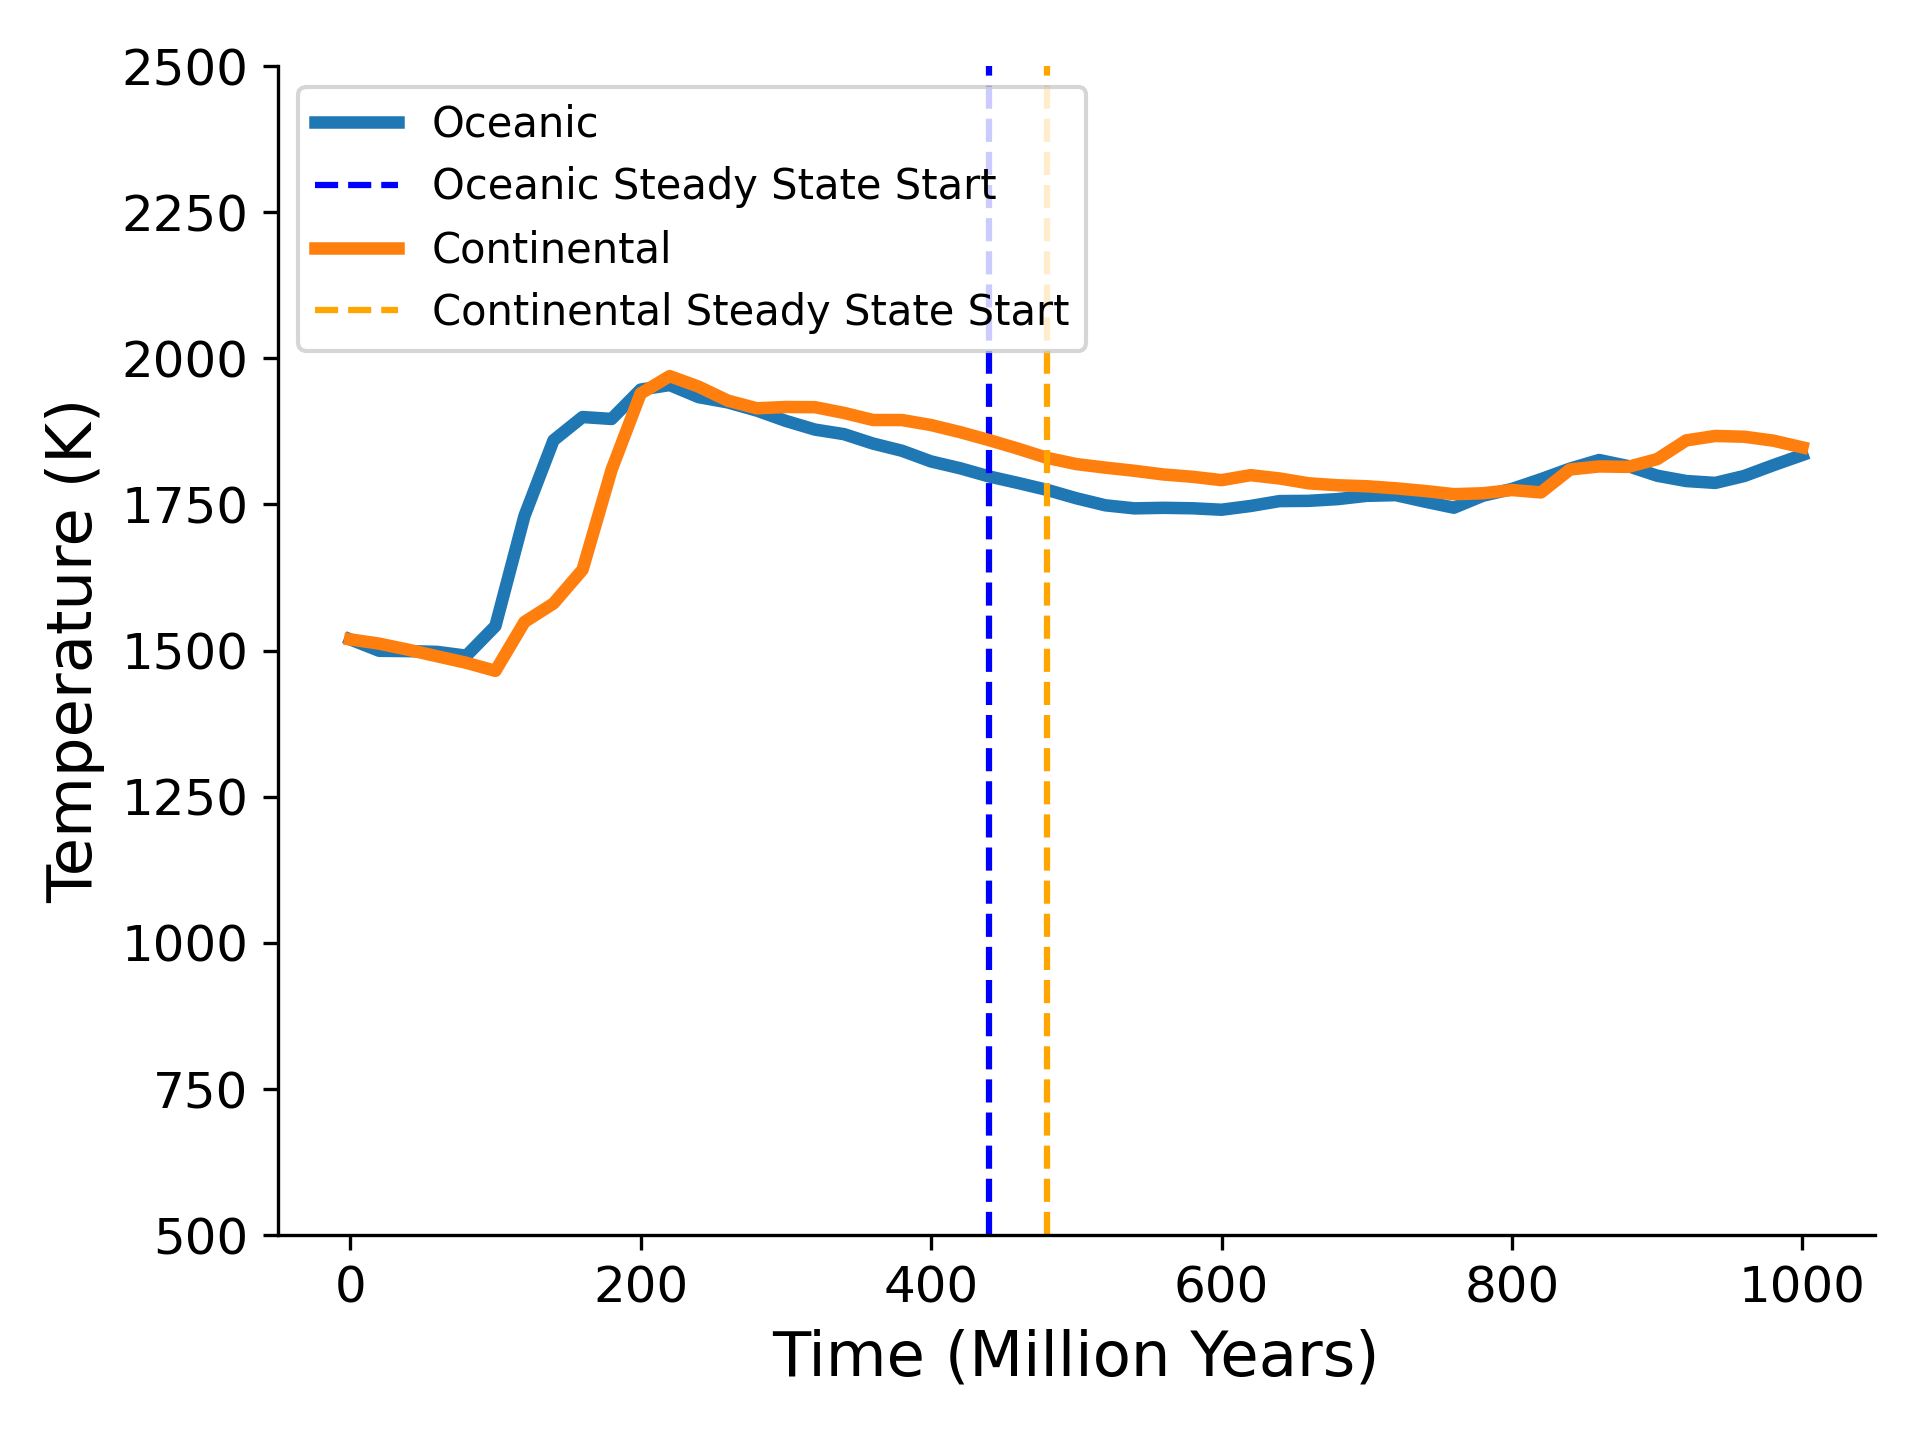 2500
2250
2000
1750
1500
1250
1000
750
500
Temperature (K)
Oceanic
Oceanic Steady State Start
Continental
Continental Steady State Start
0 200 400 600 800 1000
Time (Million Years)